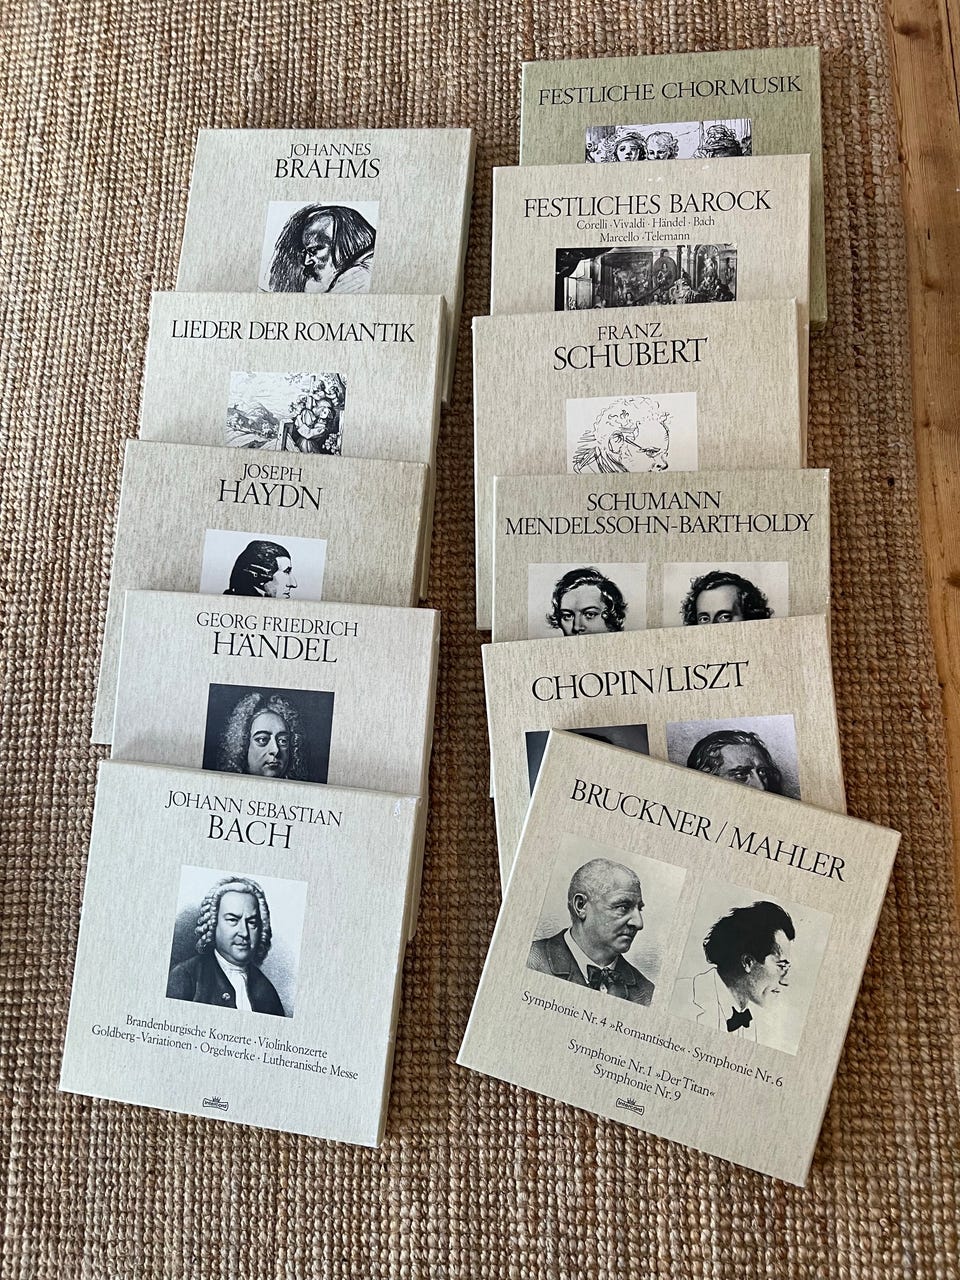 JOHANNES
BRAHMS
LIEDER DER ROMANTIK
JOSEPH
HAYDN
GEORG FRIEDRICH
HÄNDEL
JOHANN SEBASTIAN
BACH
Brandenburgische Konzerte · Violinkonzerte
Goldberg-Variationen · Orgelwerke · Lutheranische Messe
intercord
FESTLICHE CHORMUSIK
FESTLICHES BAROCK
Corelli · Vivaldi · Händel · Bach
Marcello · Telemann
FRANZ
SCHUBERT
SCHUMANN
MENDELSSOHN-BARTHOLDY
CHOPIN/LISZT
BRUCKNER / MAHLER
Symphonie Nr. 4 »Romantische« · Symphonie Nr. 6
Symphonie Nr. 1 »Der Titan«
Symphonie Nr. 9
intercord